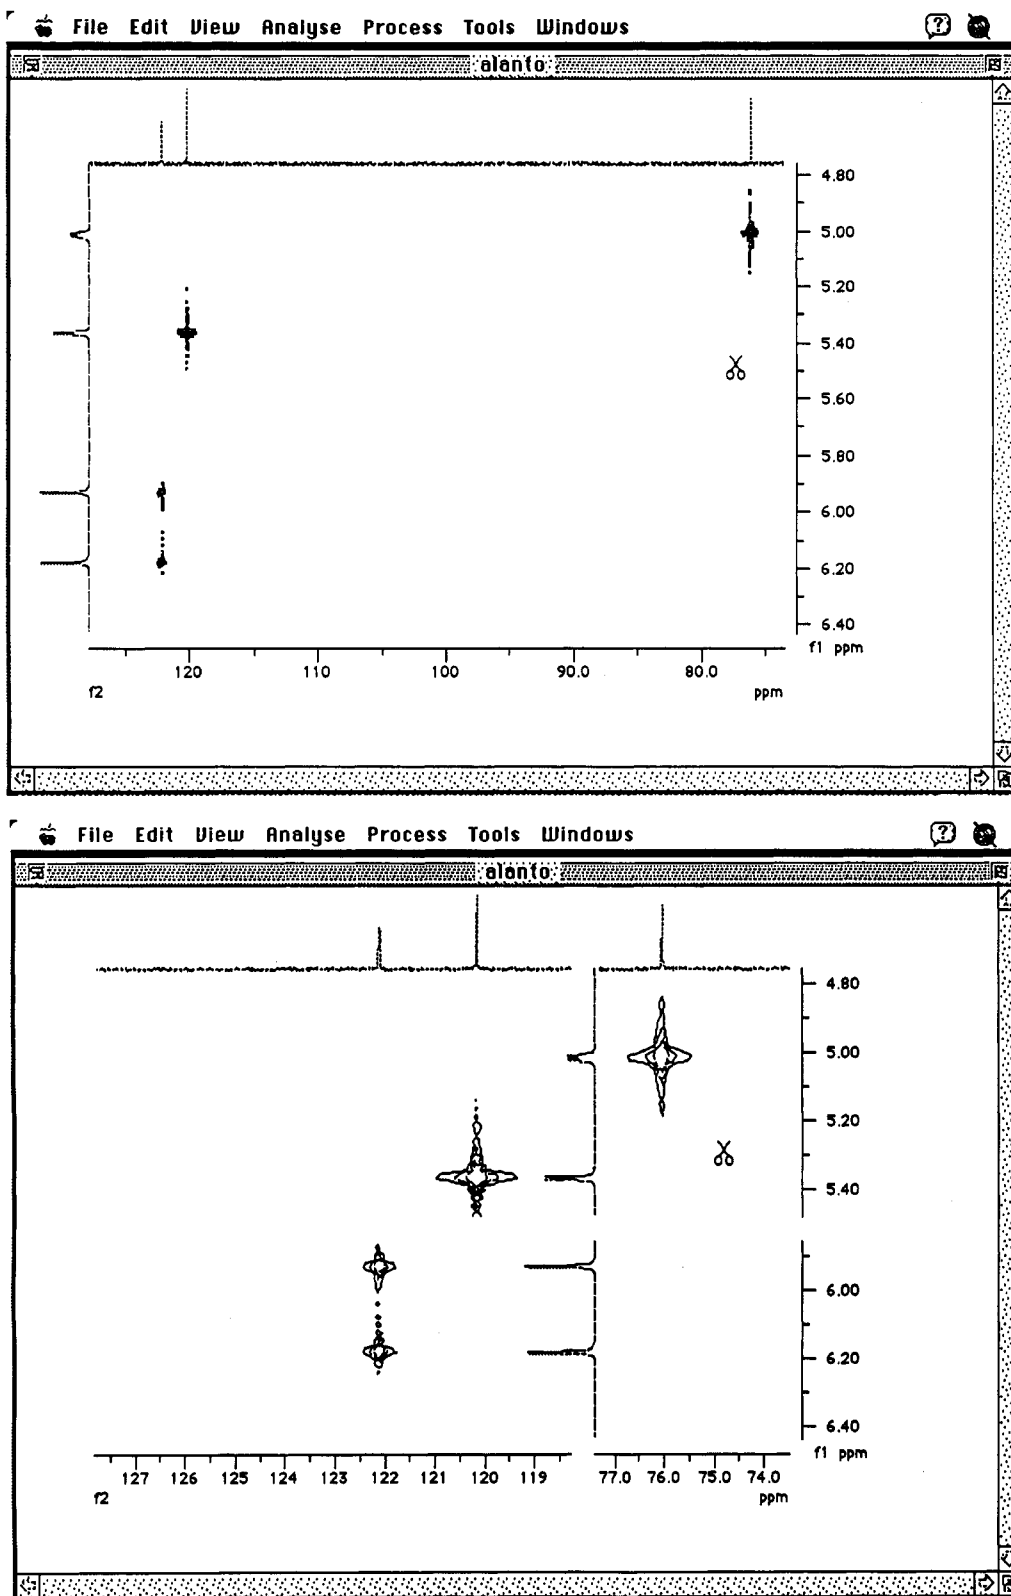 File Edit View Analyse Process Tools Windows ?
alanto
4.80
5.00
5.20
5.40
5.60
5.80
6.00
6.20
6.40
f1 ppm
120 110 100 90.0 80.0
f2 ppm
File Edit View Analyse Process Tools Windows ?
alanto
4.80
5.00
5.20
5.40
6.00
6.20
6.40
f1 ppm
127 126 125 124 123 122 121 120 119 77.0 76.0 75.0 74.0
f2 ppm